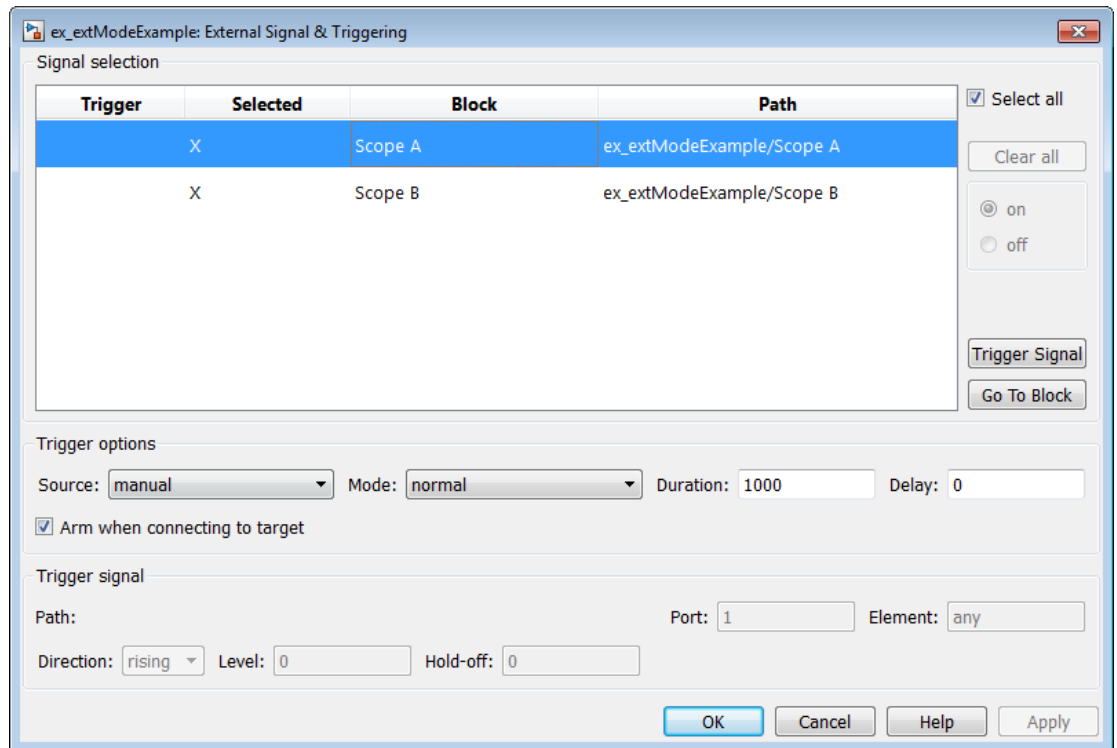 ex_extModeExample: External Signal & Triggering
Signal selection
Trigger Selected Block Path
X Scope A ex_extModeExample/Scope A
X Scope B ex_extModeExample/Scope B
Select all
Clear all
on
off
Trigger Signal
Go To Block
Trigger options
Source: manual Mode: normal Duration: 1000 Delay: 0
Arm when connecting to target
Trigger signal
Path: Port: 1 Element: any
Direction: rising Level: 0 Hold-off: 0
OK Cancel Help Apply